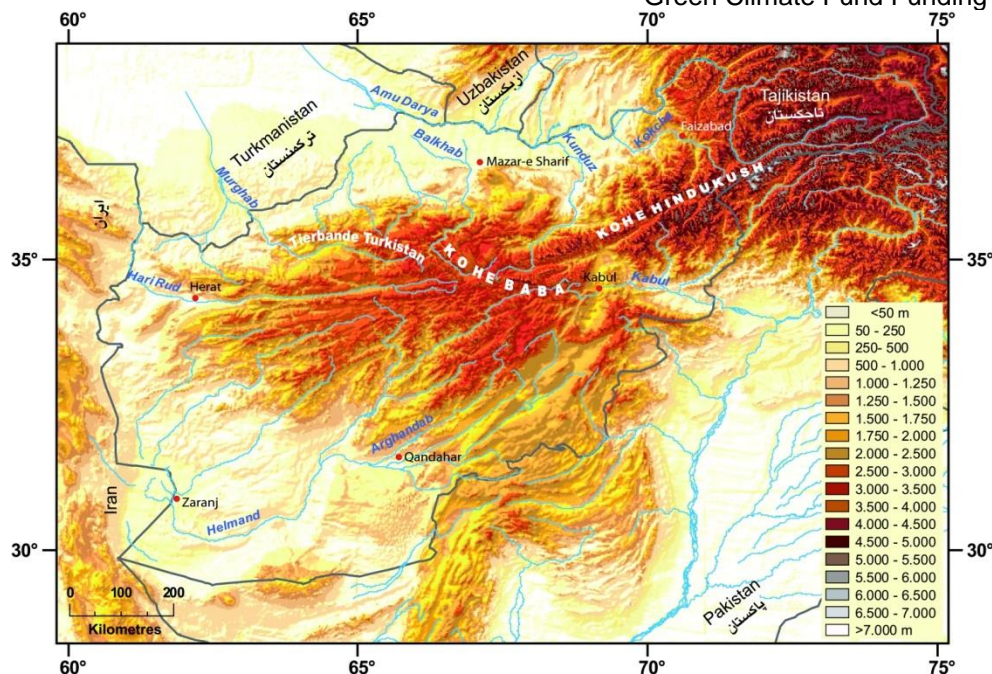 Green Climate Fund Funding
60°
65°
70°
75°
Uzbakistan
ازبکستان
Amu Darya
Tajikistan
تاجکستان
Turkmanistan
ترکمنستان
Kokcha
Faizabad
Balkhab
Kunduz
Mazar-e Sharif
Murghab
KOHE HINDUKUSH
ایران
Tierbande Turkistan
35°
35°
KOHE BABA
Hari Rud
Herat
Kabul
Kabul
<50 m
50 - 250
250- 500
500 - 1.000
1.000 - 1.250
1.250 - 1.500
1.500 - 1.750
1.750 - 2.000
2.000 - 2.500
2.500 - 3.000
3.000 - 3.500
3.500 - 4.000
4.000 - 4.500
4.500 - 5.000
5.000 - 5.500
5.500 - 6.000
6.000 - 6.500
6.500 - 7.000
>7.000 m
Arghandab
Qandahar
Iran
Zaranj
Helmand
30°
30°
Pakistan
پاکستان
0 100 200
Kilometres
60°
65°
70°
75°